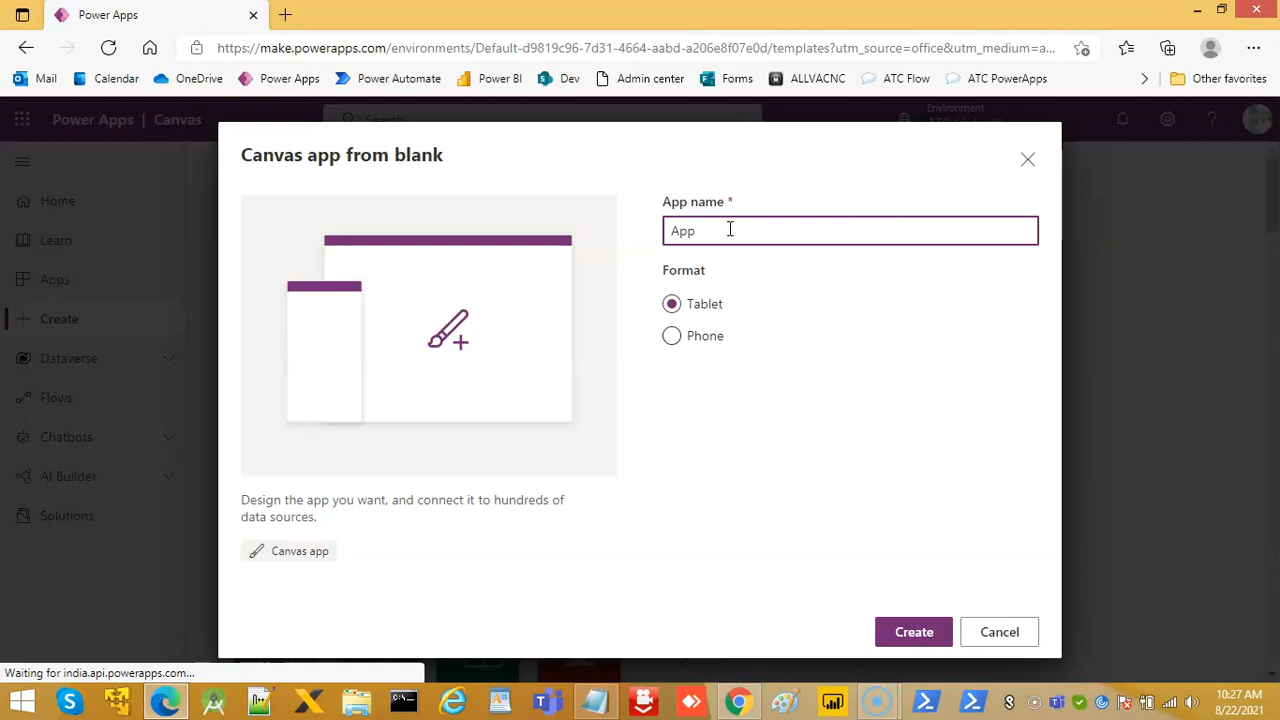 Power Apps
https://make.powerapps.com/environments/Default-d9819c96-7d31-4664-aabd-a206e8f07e0d/templates?utm_source=office&utm_medium=a...
Mail Calendar OneDrive Power Apps Power Automate Power BI Dev Admin center Forms ALLVACNC ATC Flow ATC PowerApps Other favorites
Power Apps | Canvas Search Environment
ATC (default)
Canvas app from blank
Home
Learn
Apps
Create
Dataverse
Flows
Chatbots
AI Builder
Solutions
App name *
App
Format
Tablet
Phone
Design the app you want, and connect it to hundreds of
data sources.
Canvas app
Create Cancel
Waiting for india.api.powerapps.com...
10:27 AM
8/22/2021